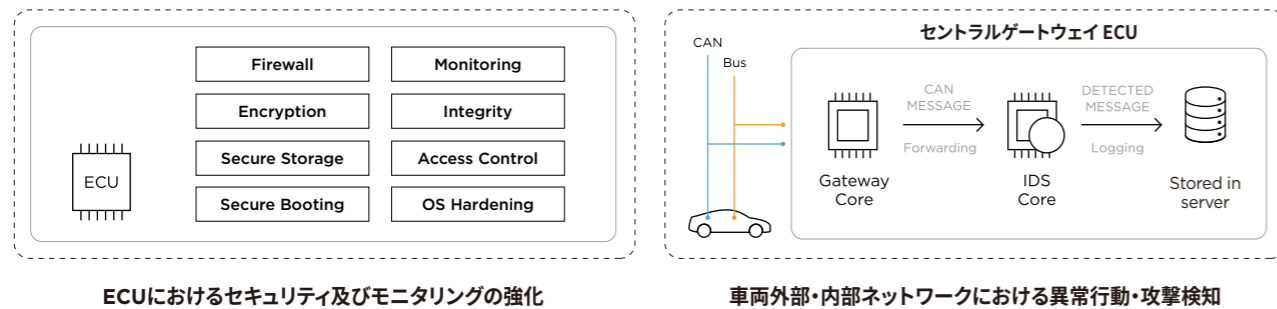 Firewall
Monitoring
Encryption
Integrity
Secure Storage
Access Control
Secure Booting
OS Hardening
ECU
ECUにおけるセキュリティ及びモニタリングの強化
セントラルゲートウェイ ECU
CAN
Bus
CAN
MESSAGE
Forwarding
DETECTED
MESSAGE
Logging
Gateway
Core
IDS
Core
Stored in
server
車両外部・内部ネットワークにおける異常行動・攻撃検知